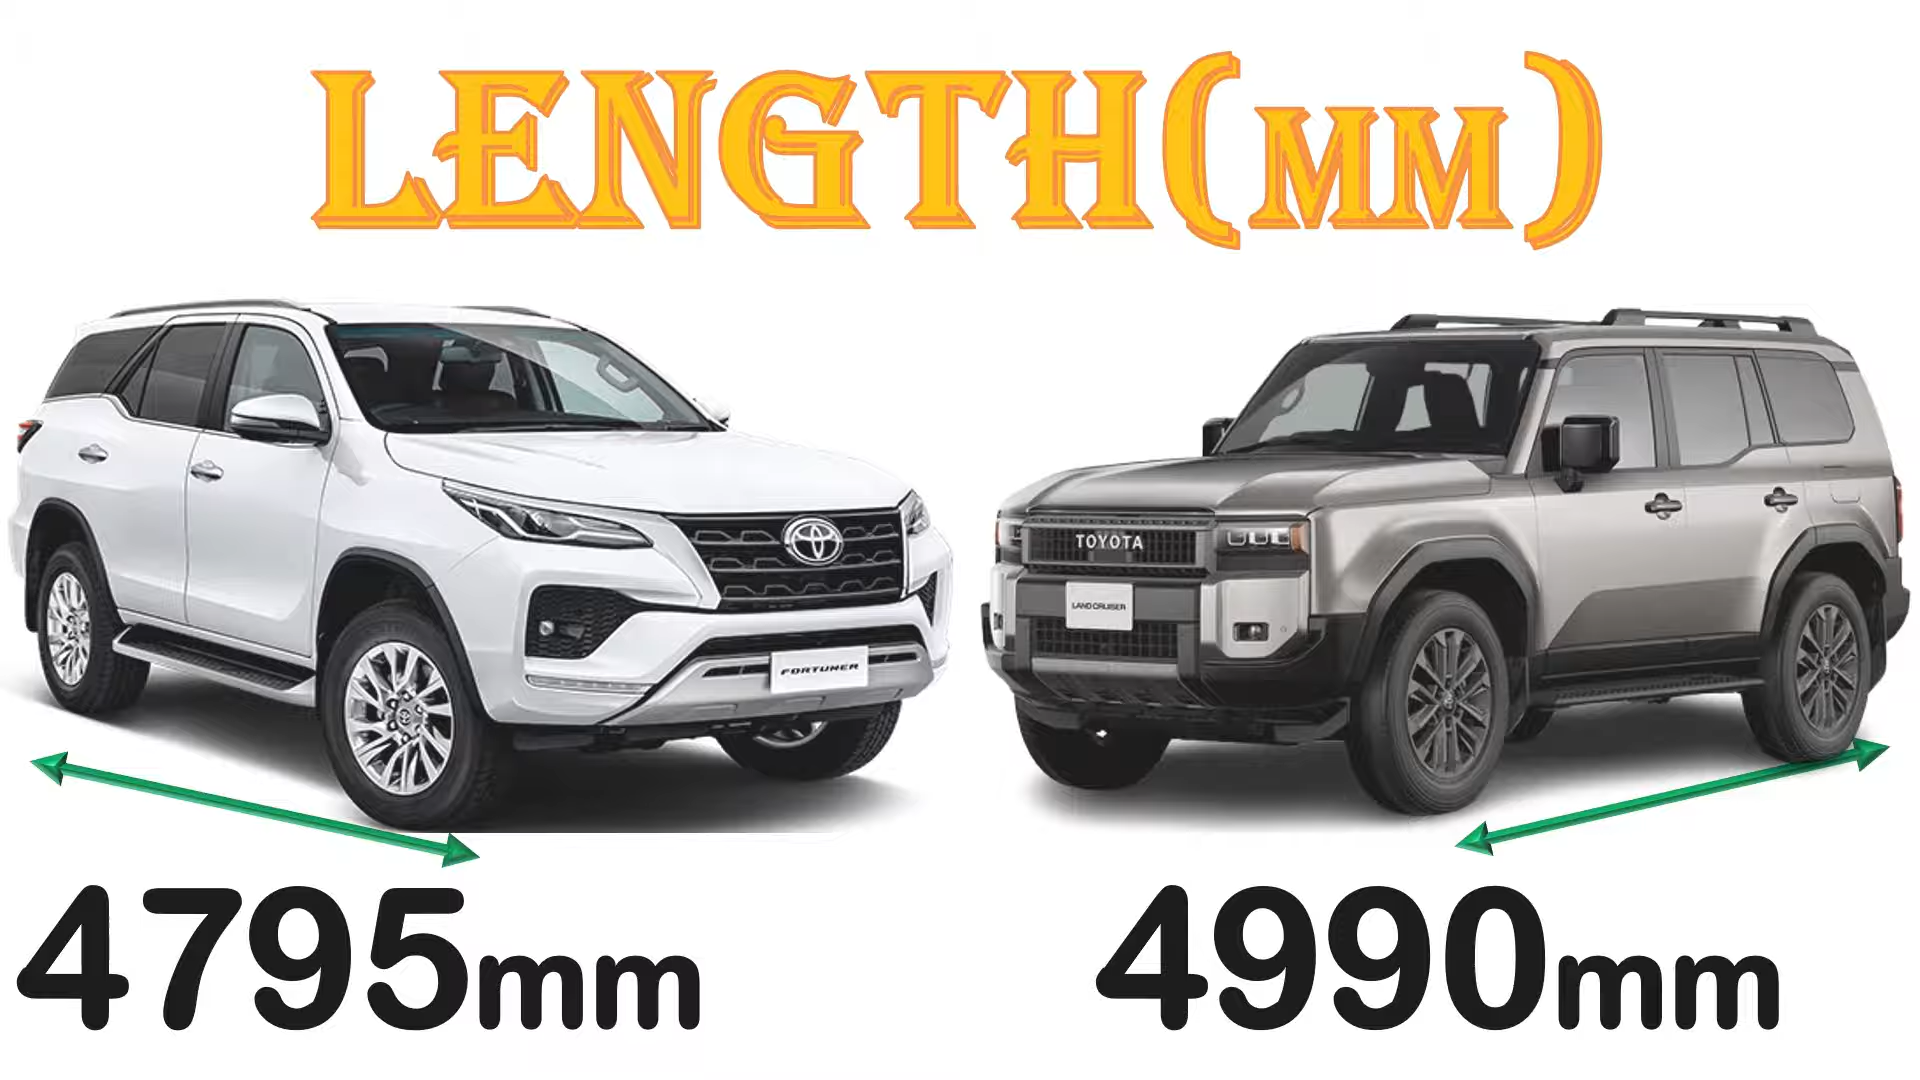 LENGTH(MM)
TOYOTA
LAND CRUISER
FORTUNER
4795mm
4990mm